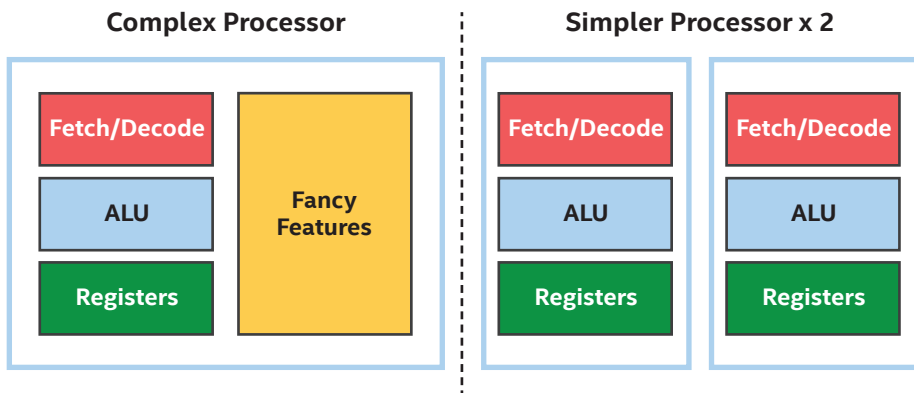 Complex Processor
Simpler Processor x 2
Fetch/Decode
ALU
Registers
Fancy
Features
Fetch/Decode
ALU
Registers
Fetch/Decode
ALU
Registers